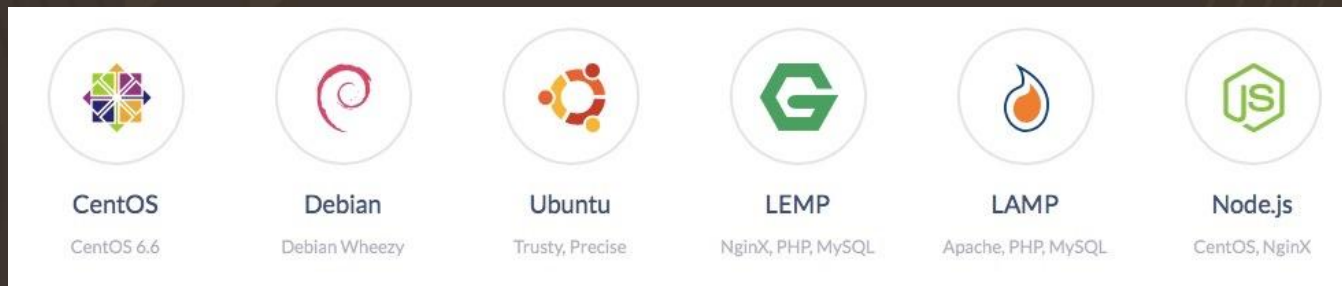 JS
CentOS Debian Ubuntu LEMP LAMP Node.js
CentOS 6.6 Debian Wheezy Trusty, Precise NginX, PHP, MySQL Apache, PHP, MySQL CentOS, NginX